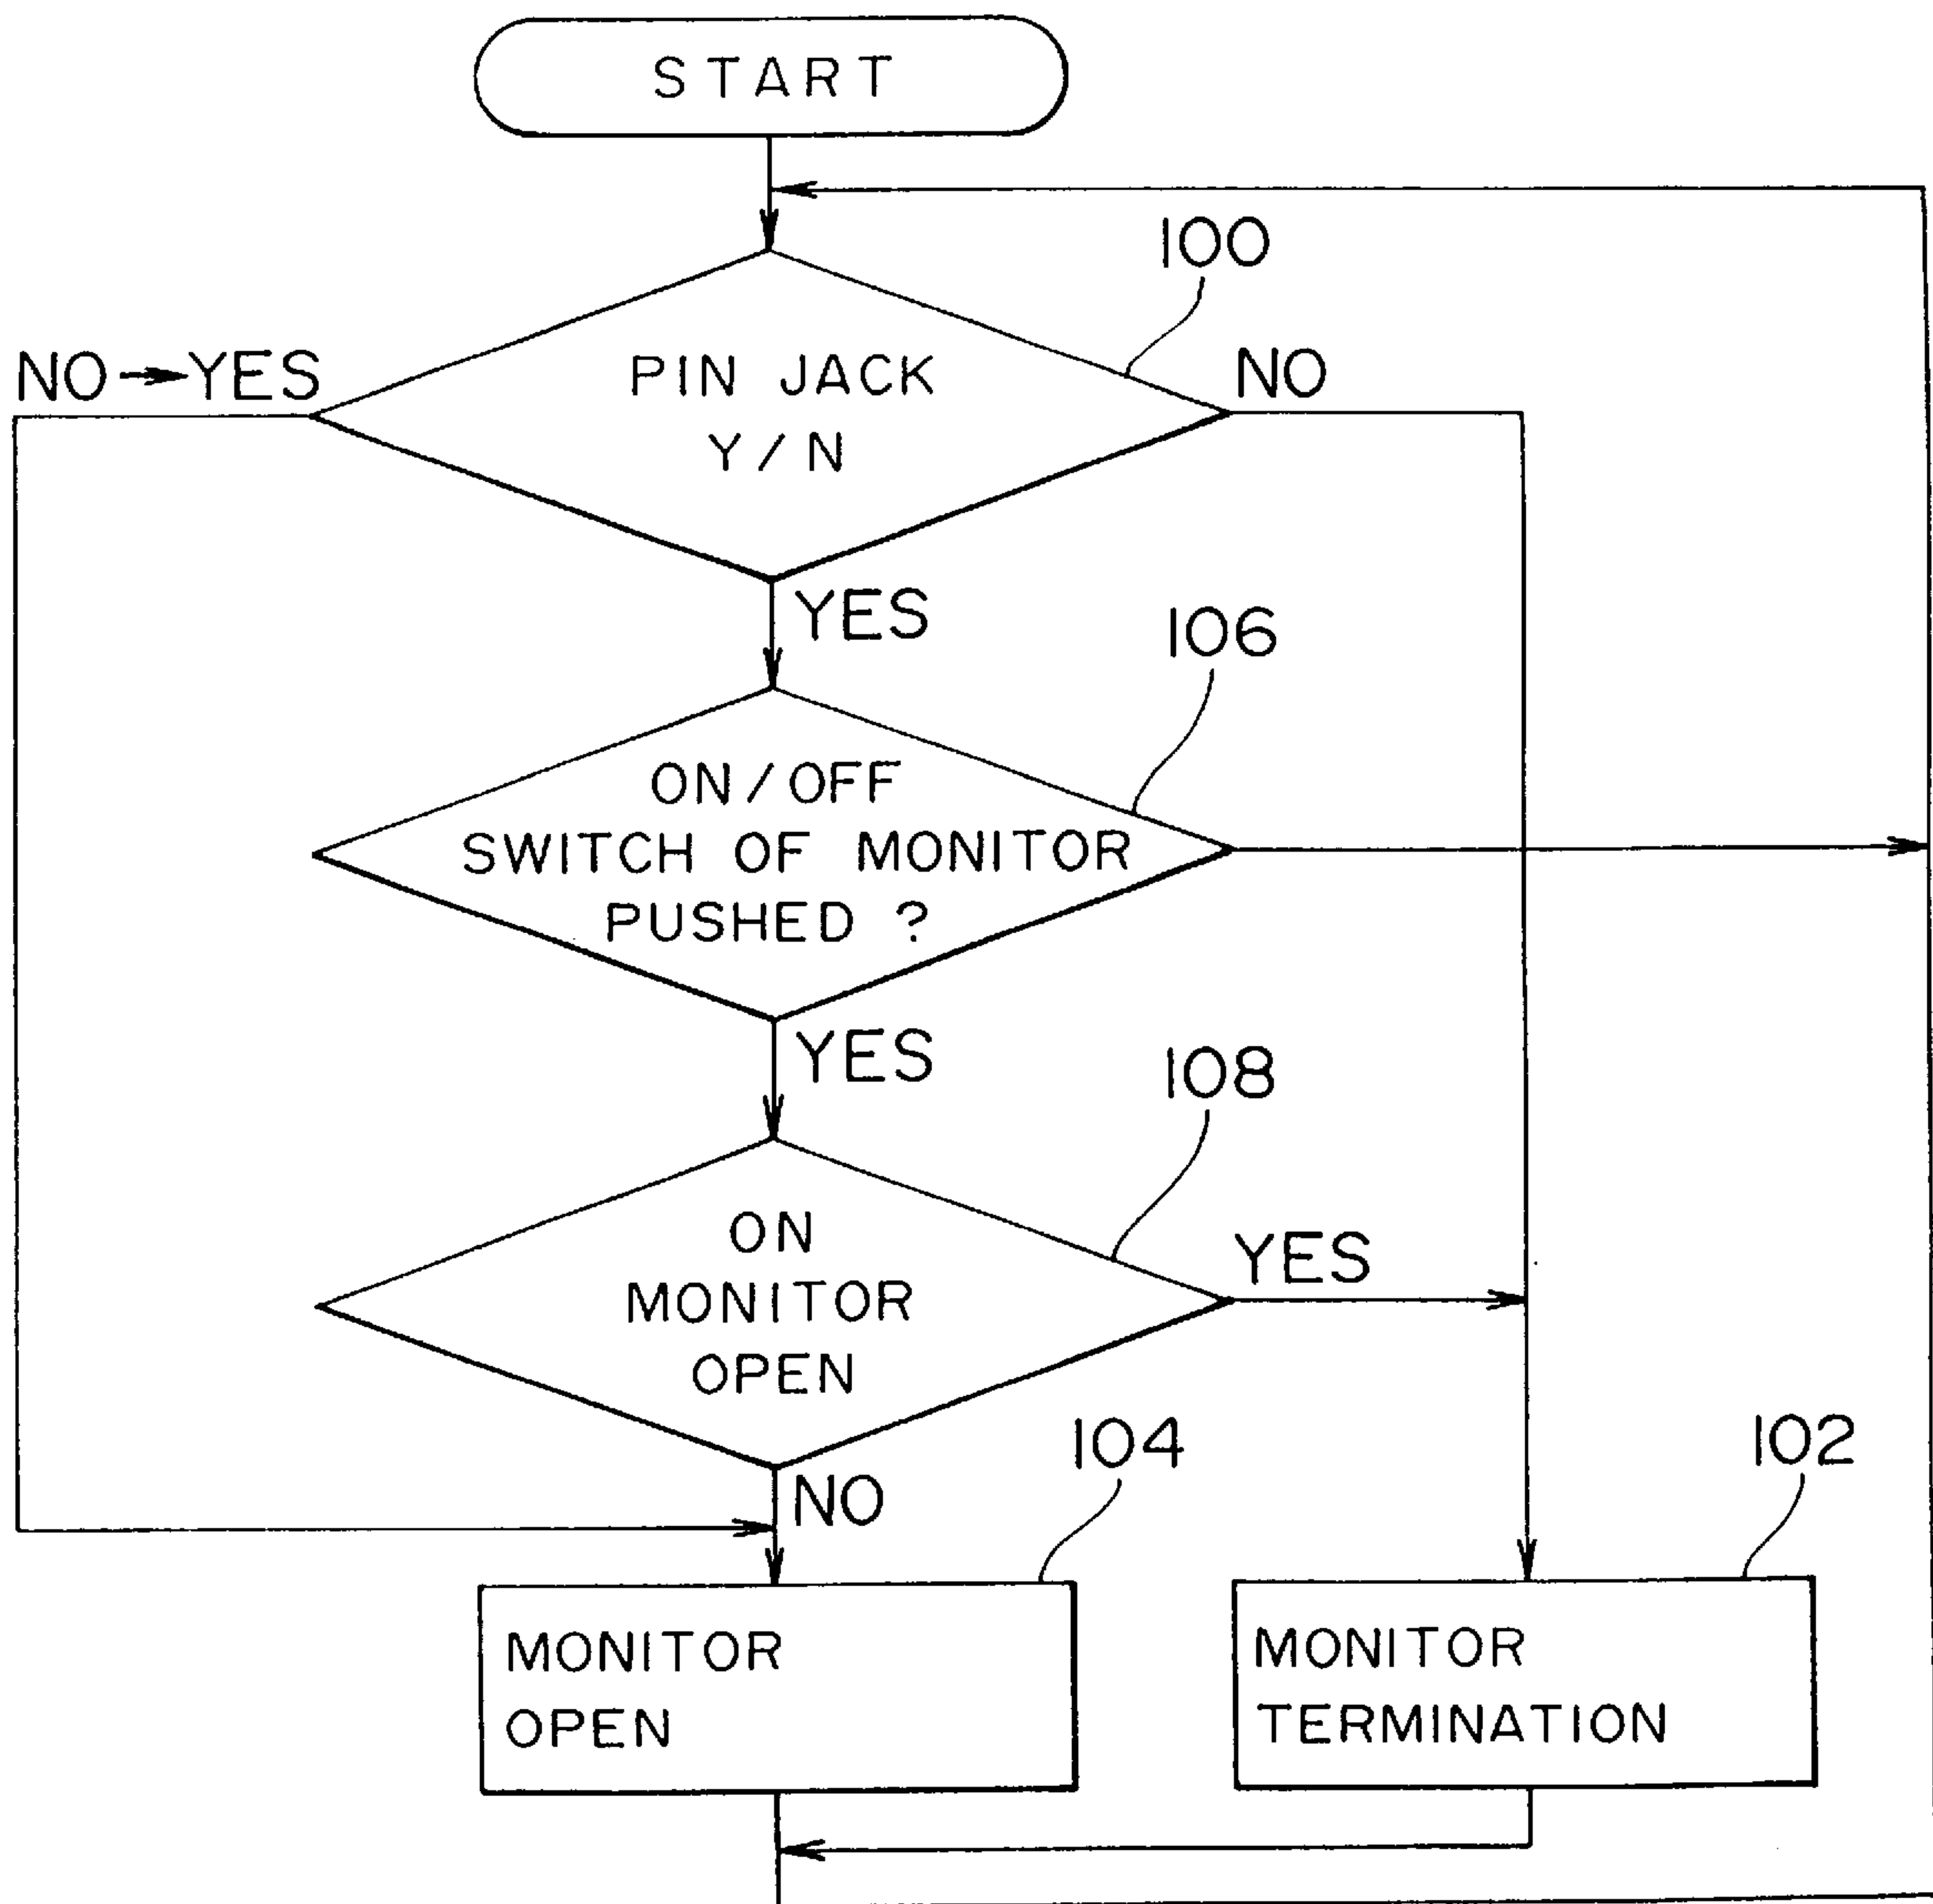 START
100
NO→YES
PIN JACK
Y/N
NO
YES
106
ON/OFF
SWITCH OF MONITOR
PUSHED ?
YES
108
ON
MONITOR
OPEN
YES
NO
104
102
MONITOR
OPEN
MONITOR
TERMINATION